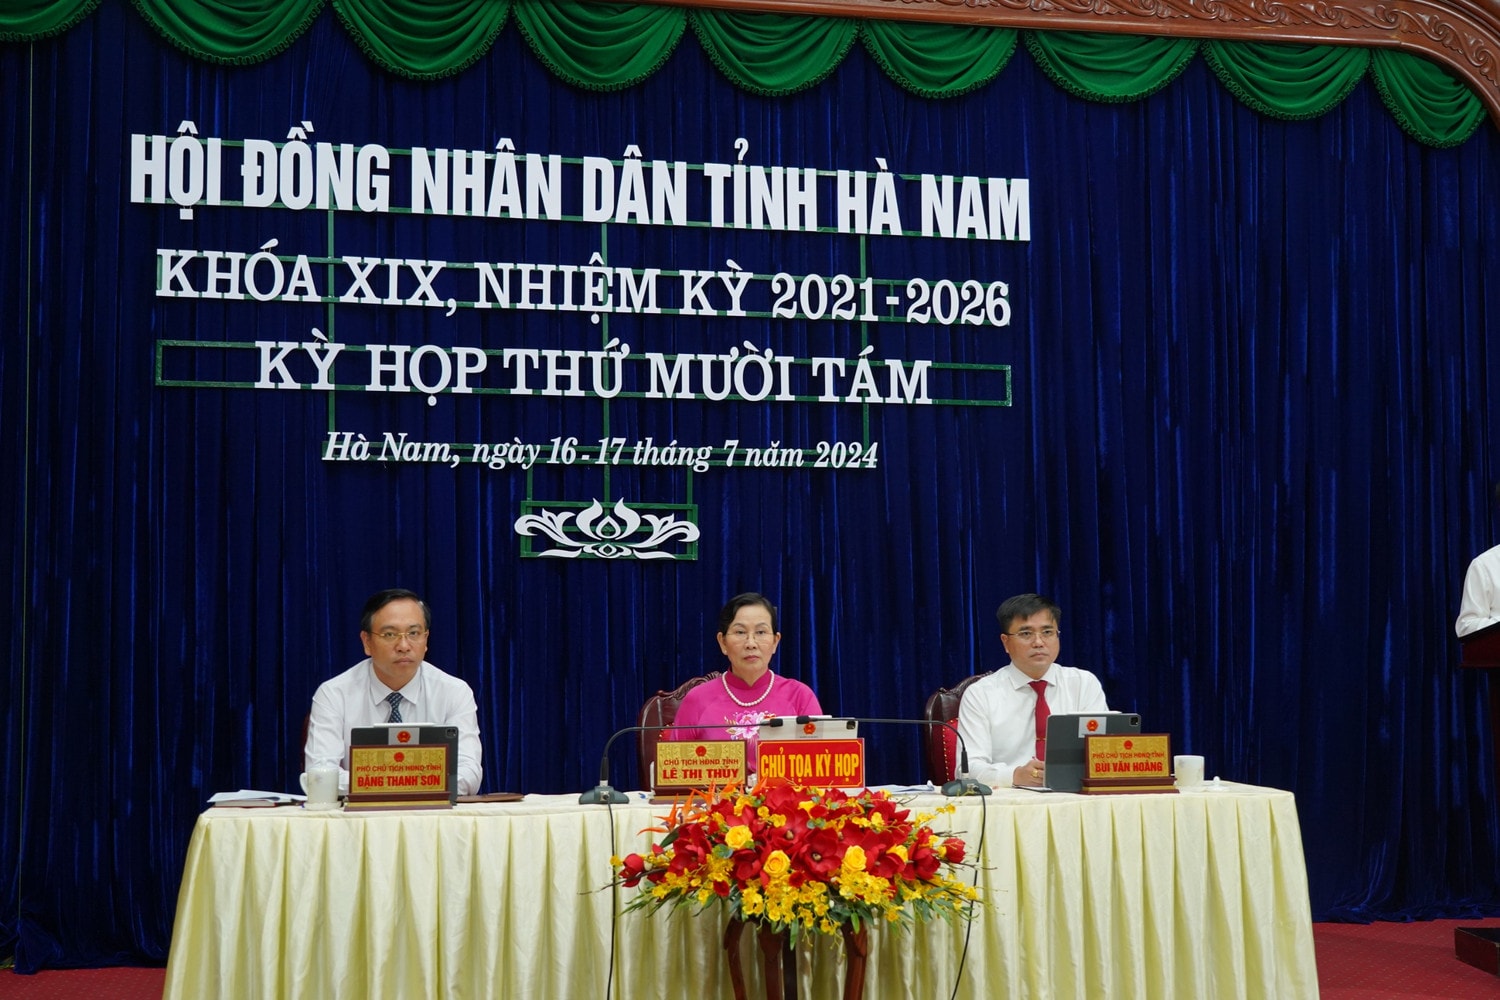 HỘI ĐỒNG NHÂN DÂN TỈNH HÀ NAM
KHÓA XIX, NHIỆM KỲ 2021-2026
KỲ HỌP THỨ MƯỜI TÁM
Hà Nam, ngày 16-17 tháng 7 năm 2024
PHÓ CHỦ TỊCH HĐND TỈNH
ĐẶNG THANH SƠN
CHỦ TỊCH HĐND TỈNH
LÊ THỊ THỦY
CHỦ TỌA KỲ HỌP
PHÓ CHỦ TỊCH HĐND TỈNH
BÙI VĂN HOÀNG